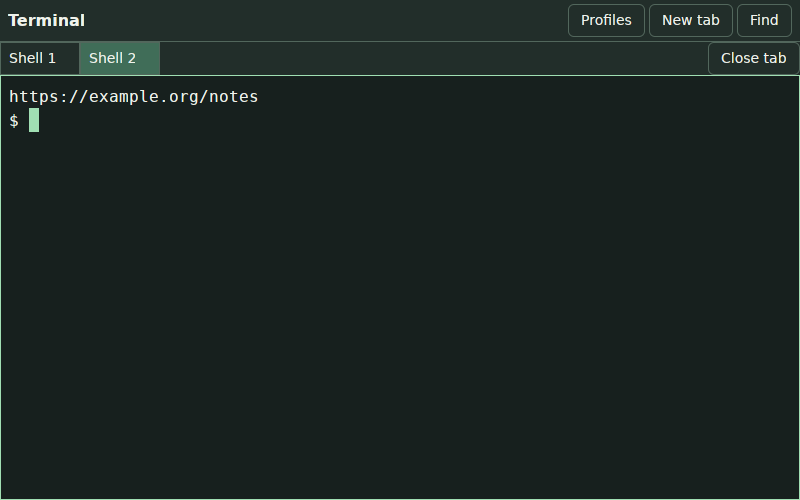 Terminal Profiles New tab Find
Shell 1 Shell 2 Close tab
https://example.org/notes
$